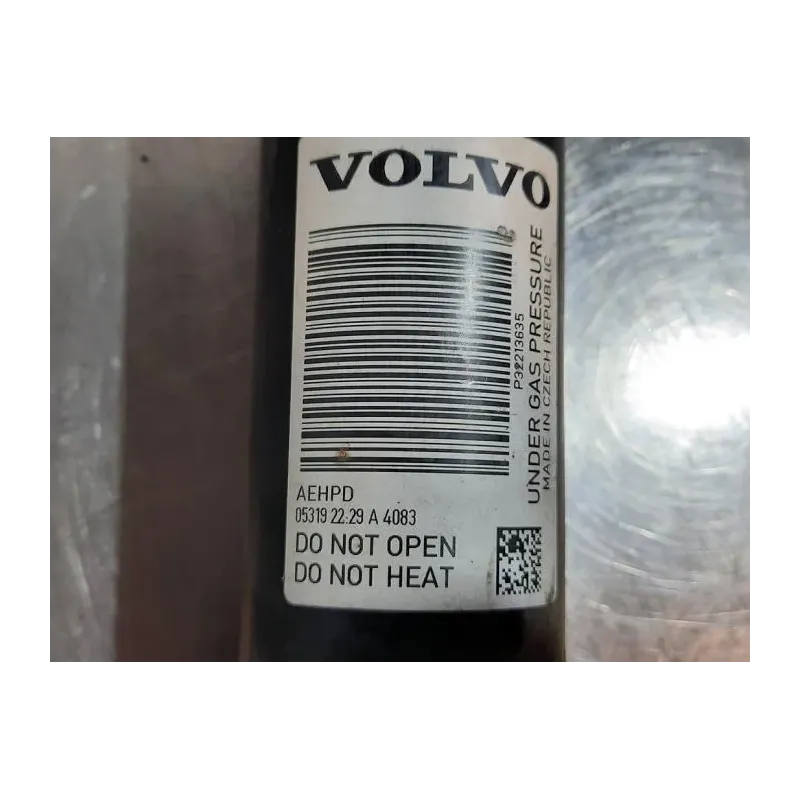 VOLVO
P32213635
UNDER GAS PRESSURE
MADE IN CZECH REPUBLIC
AEHPD
05319 22:29 A 4083
DO NOT OPEN
DO NOT HEAT